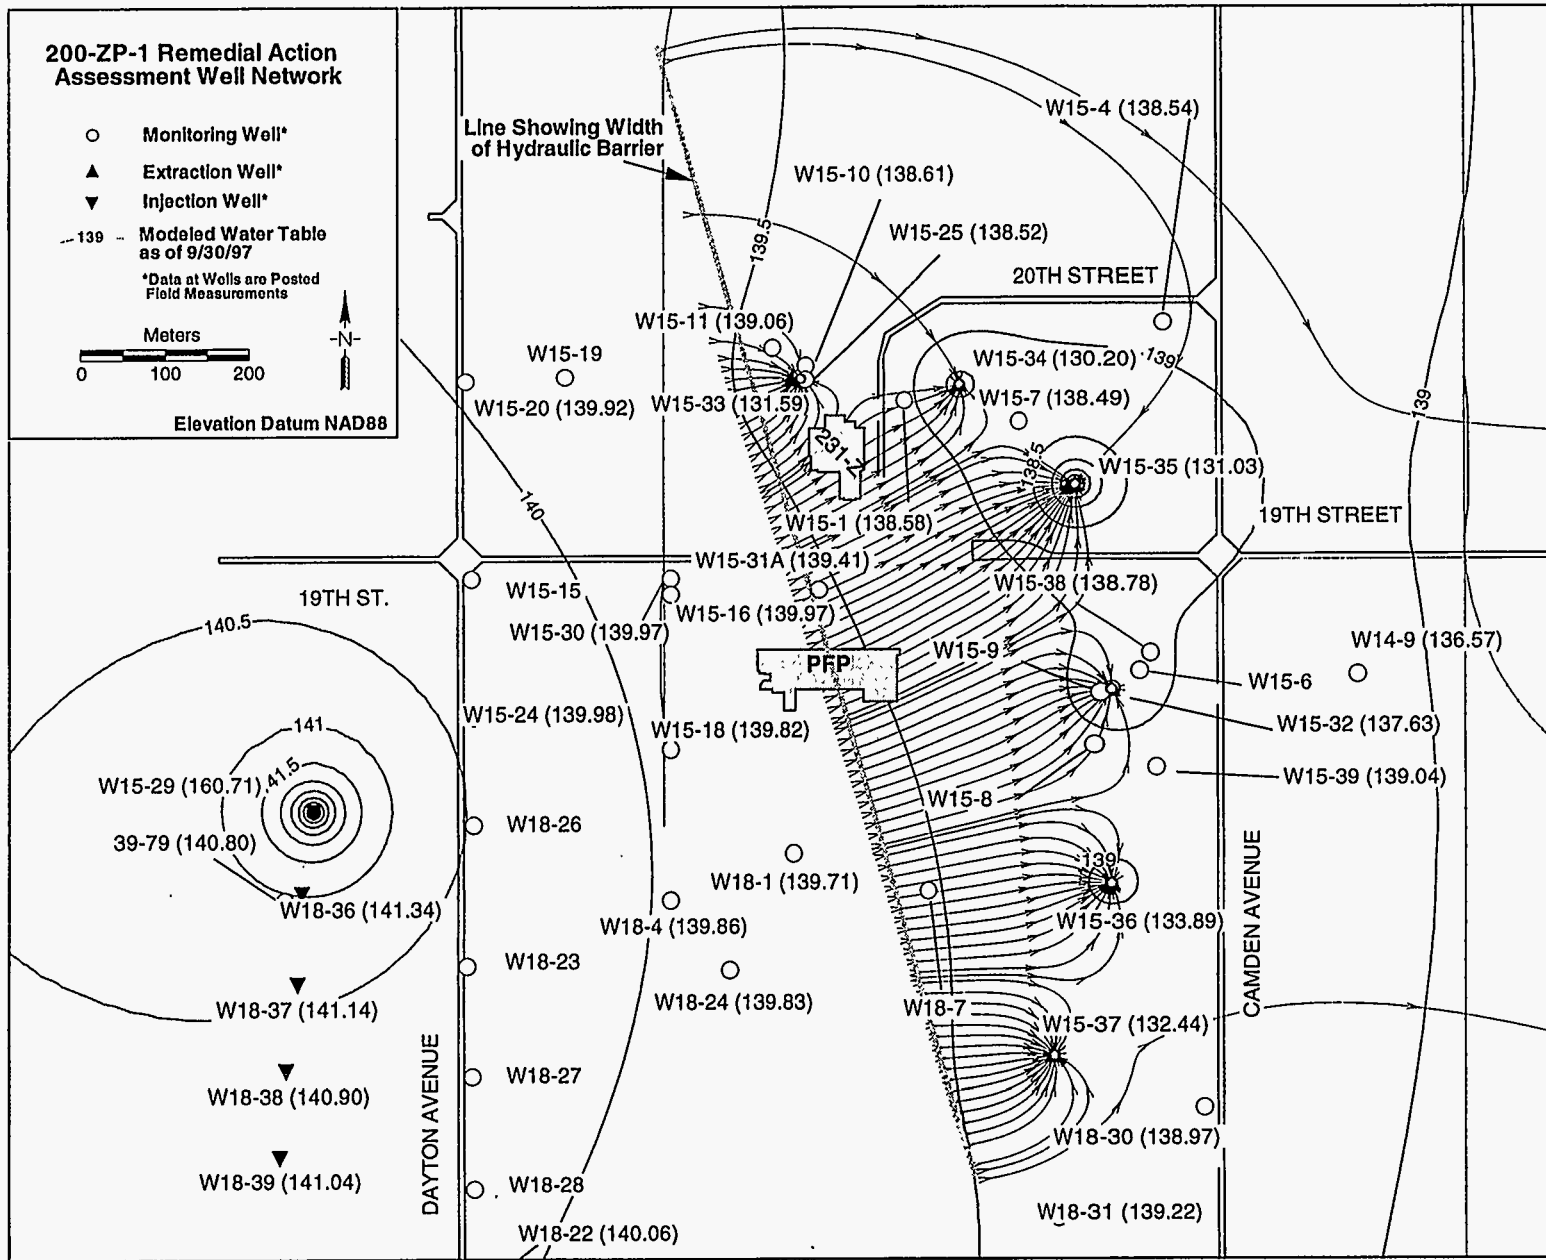 200-ZP-1 Remedial Action
Assessment Well Network
Monitoring Well*
Extraction Well*
Injection Well*
139
Modeled Water Table
as of 9/30/97
*Data at Wells are Posted
Field Measurements
Meters
0 100 200
-N-
Elevation Datum NAD88
Line Showing Width
of Hydraulic Barrier
W15-4 (138.54)
W15-10 (138.61)
W15-25 (138.52)
139.5
20TH STREET
W15-11 (139.06)
W15-34 (130.20)
139
W15-19
W15-20 (139.92)
W15-33 (131.59)
W15-7 (138.49)
139
231-Z
138.5
W15-35 (131.03)
140
W15-1 (138.58)
19TH STREET
W15-31A (139.41)
W15-38 (138.78)
19TH ST.
W15-15
W15-16 (139.97)
W15-30 (139.97)
140.5
W14-9 (136.57)
PFP
W15-9
W15-6
W15-24 (139.98)
W15-18 (139.82)
W15-32 (137.63)
141
W15-29 (160.71)
41.5
W15-39 (139.04)
W15-8
39-79 (140.80)
W18-26
139
W18-1 (139.71)
W18-36 (141.34)
W18-4 (139.86)
W15-36 (133.89)
CAMDEN AVENUE
W18-23
W18-24 (139.83)
W18-37 (141.14)
W18-7
W15-37 (132.44)
W18-38 (140.90)
DAYTON AVENUE
W18-27
W18-30 (138.97)
W18-39 (141.04)
W18-28
W18-31 (139.22)
W18-22 (140.06)